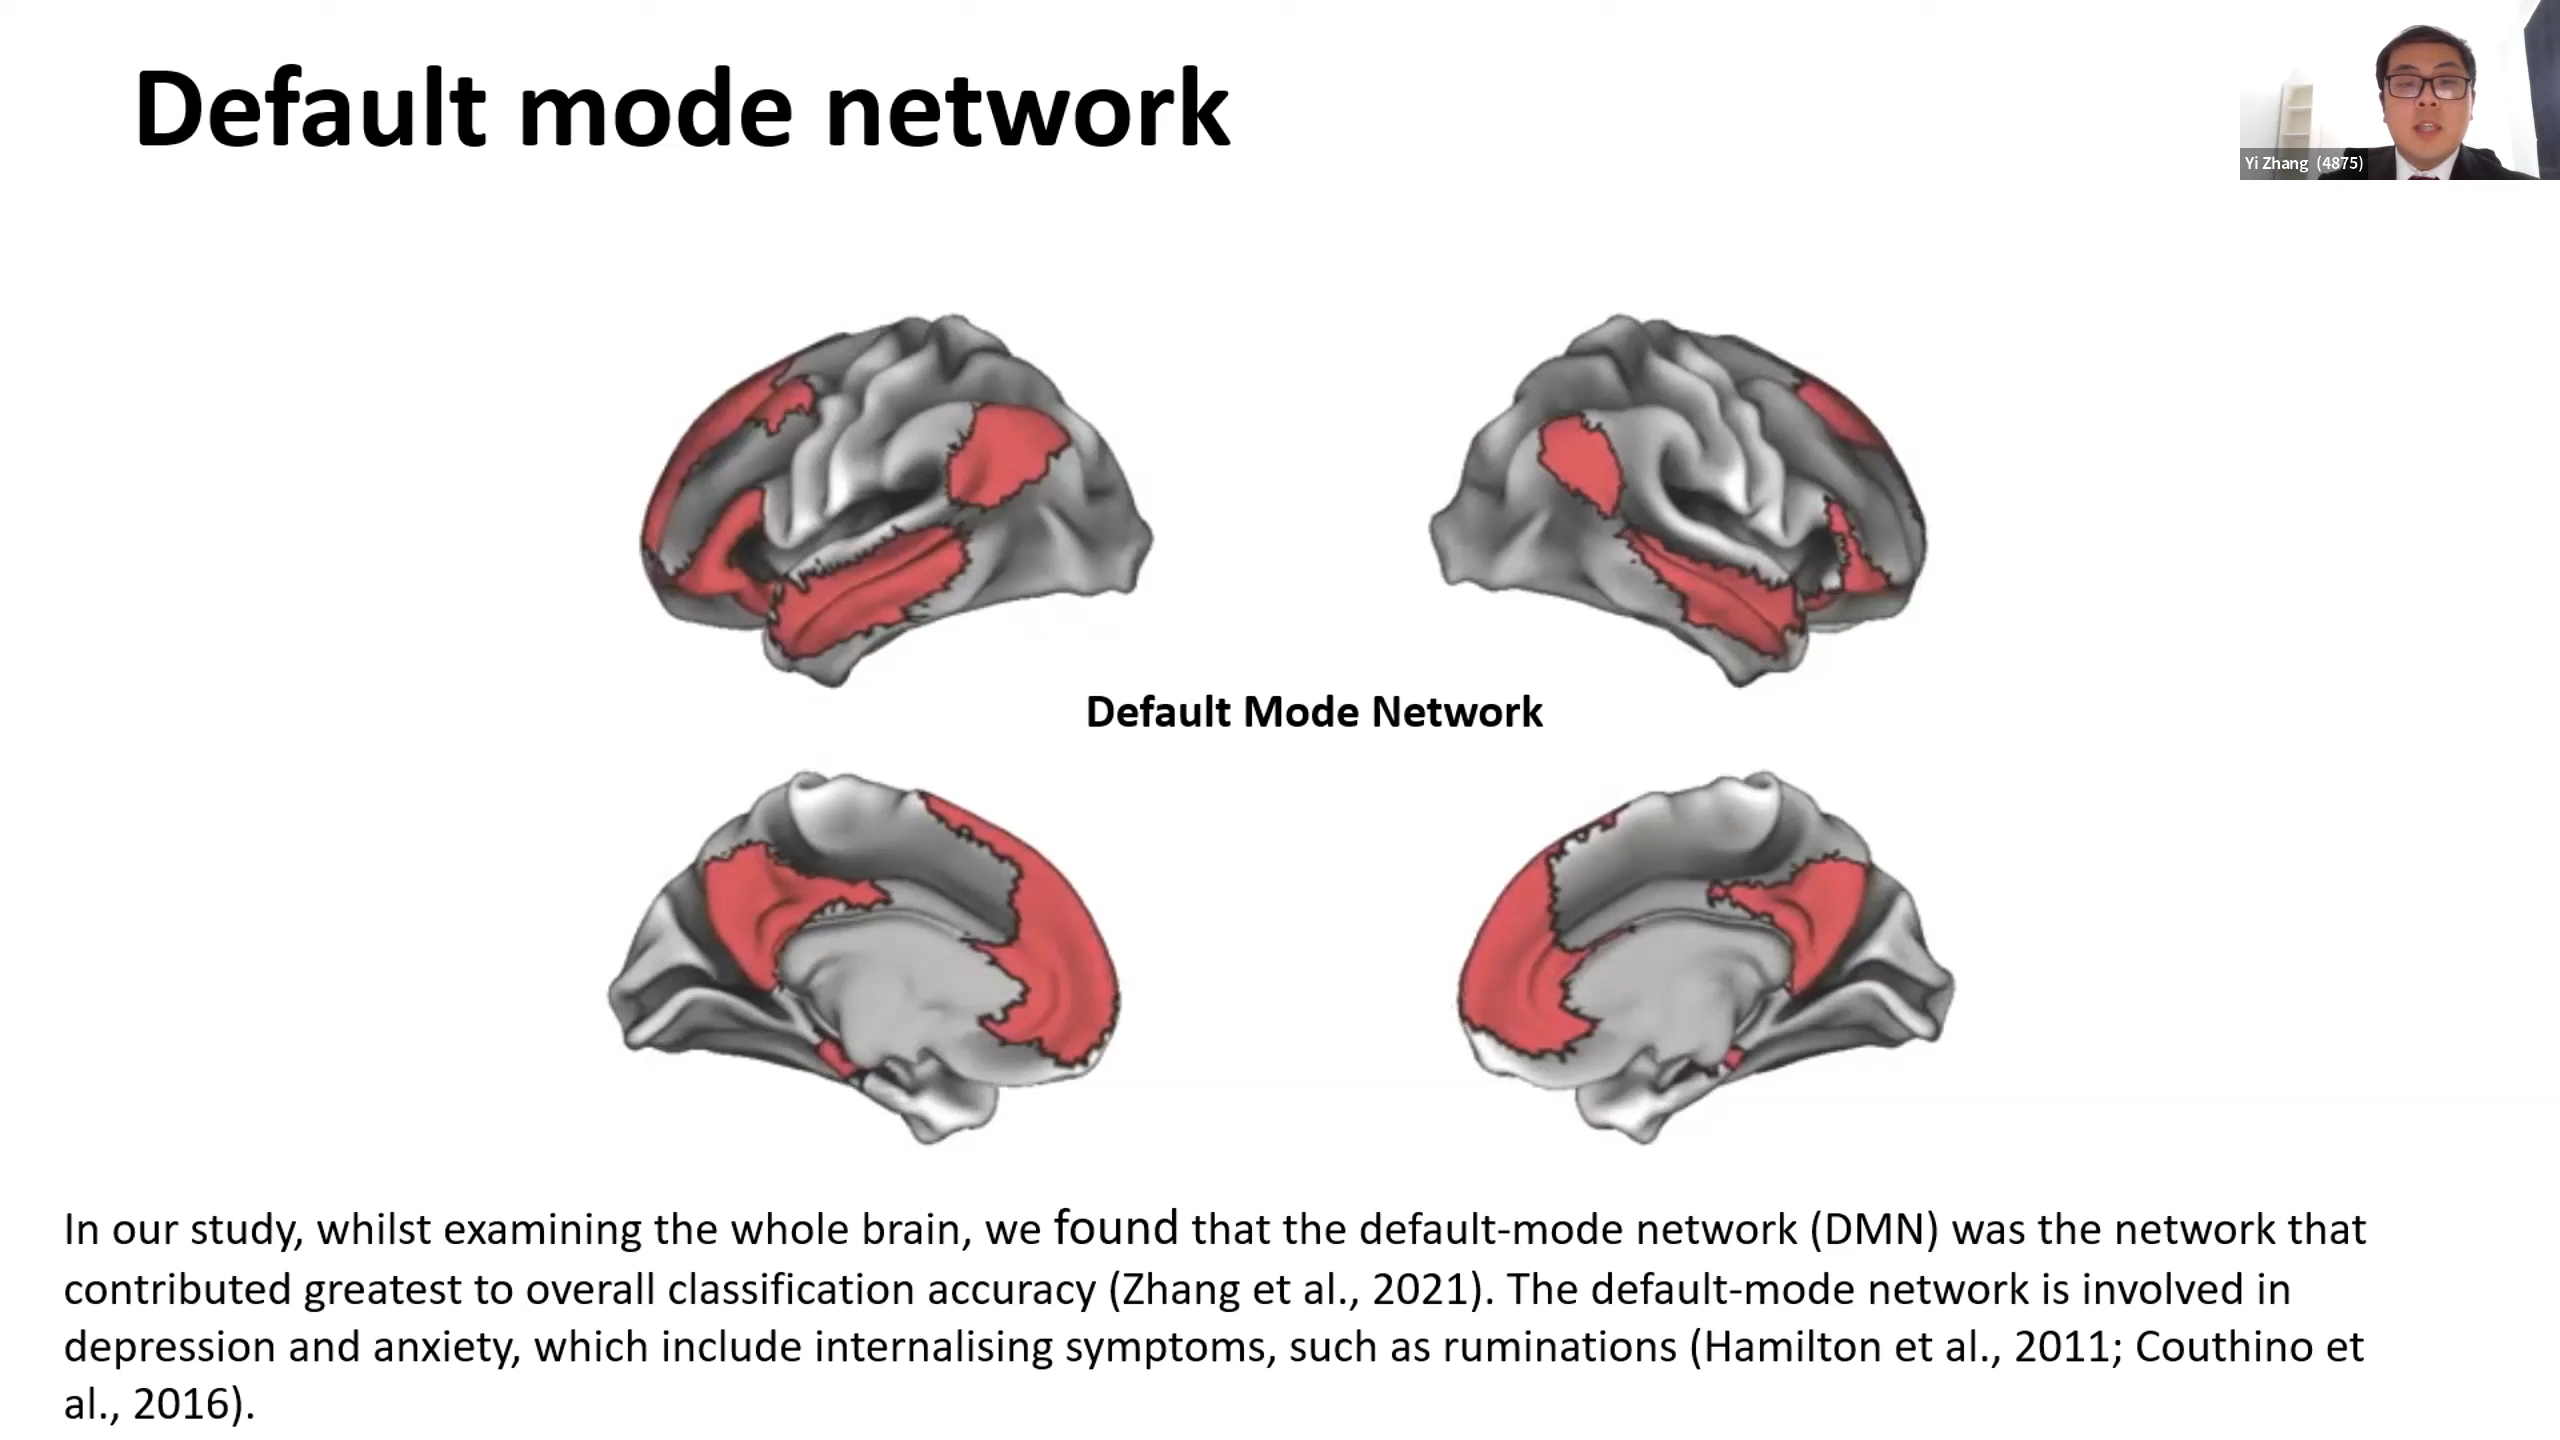 Default mode network
Yi Zhang (4875)
Default Mode Network
In our study, whilst examining the whole brain, we found that the default-mode network (DMN) was the network that
contributed greatest to overall classification accuracy (Zhang et al., 2021). The default-mode network is involved in
depression and anxiety, which include internalising symptoms, such as ruminations (Hamilton et al., 2011; Couthino et
al., 2016).